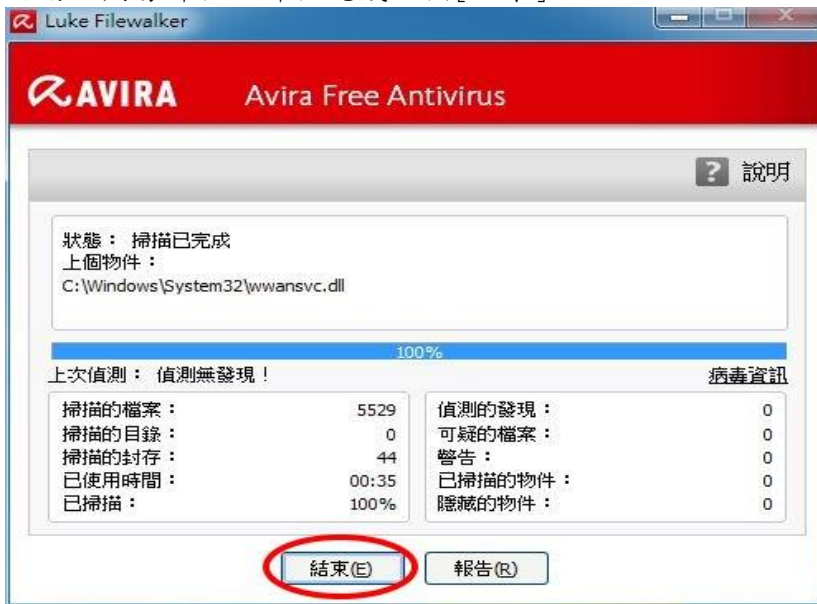 Luke Filewalker
AVIRA Avira Free Antivirus
? 說明
狀態： 掃描已完成
上個物件：
C:\Windows\System32\wwansvc.dll
100%
上次偵測： 偵測無發現！ 病毒資訊
掃描的檔案： 5529
掃描的目錄： 0
掃描的封存： 44
已使用時間： 00:35
已掃描： 100%
偵測的發現： 0
可疑的檔案： 0
警告： 0
已掃描的物件： 0
隱藏的物件： 0
結束(E) 報告(R)